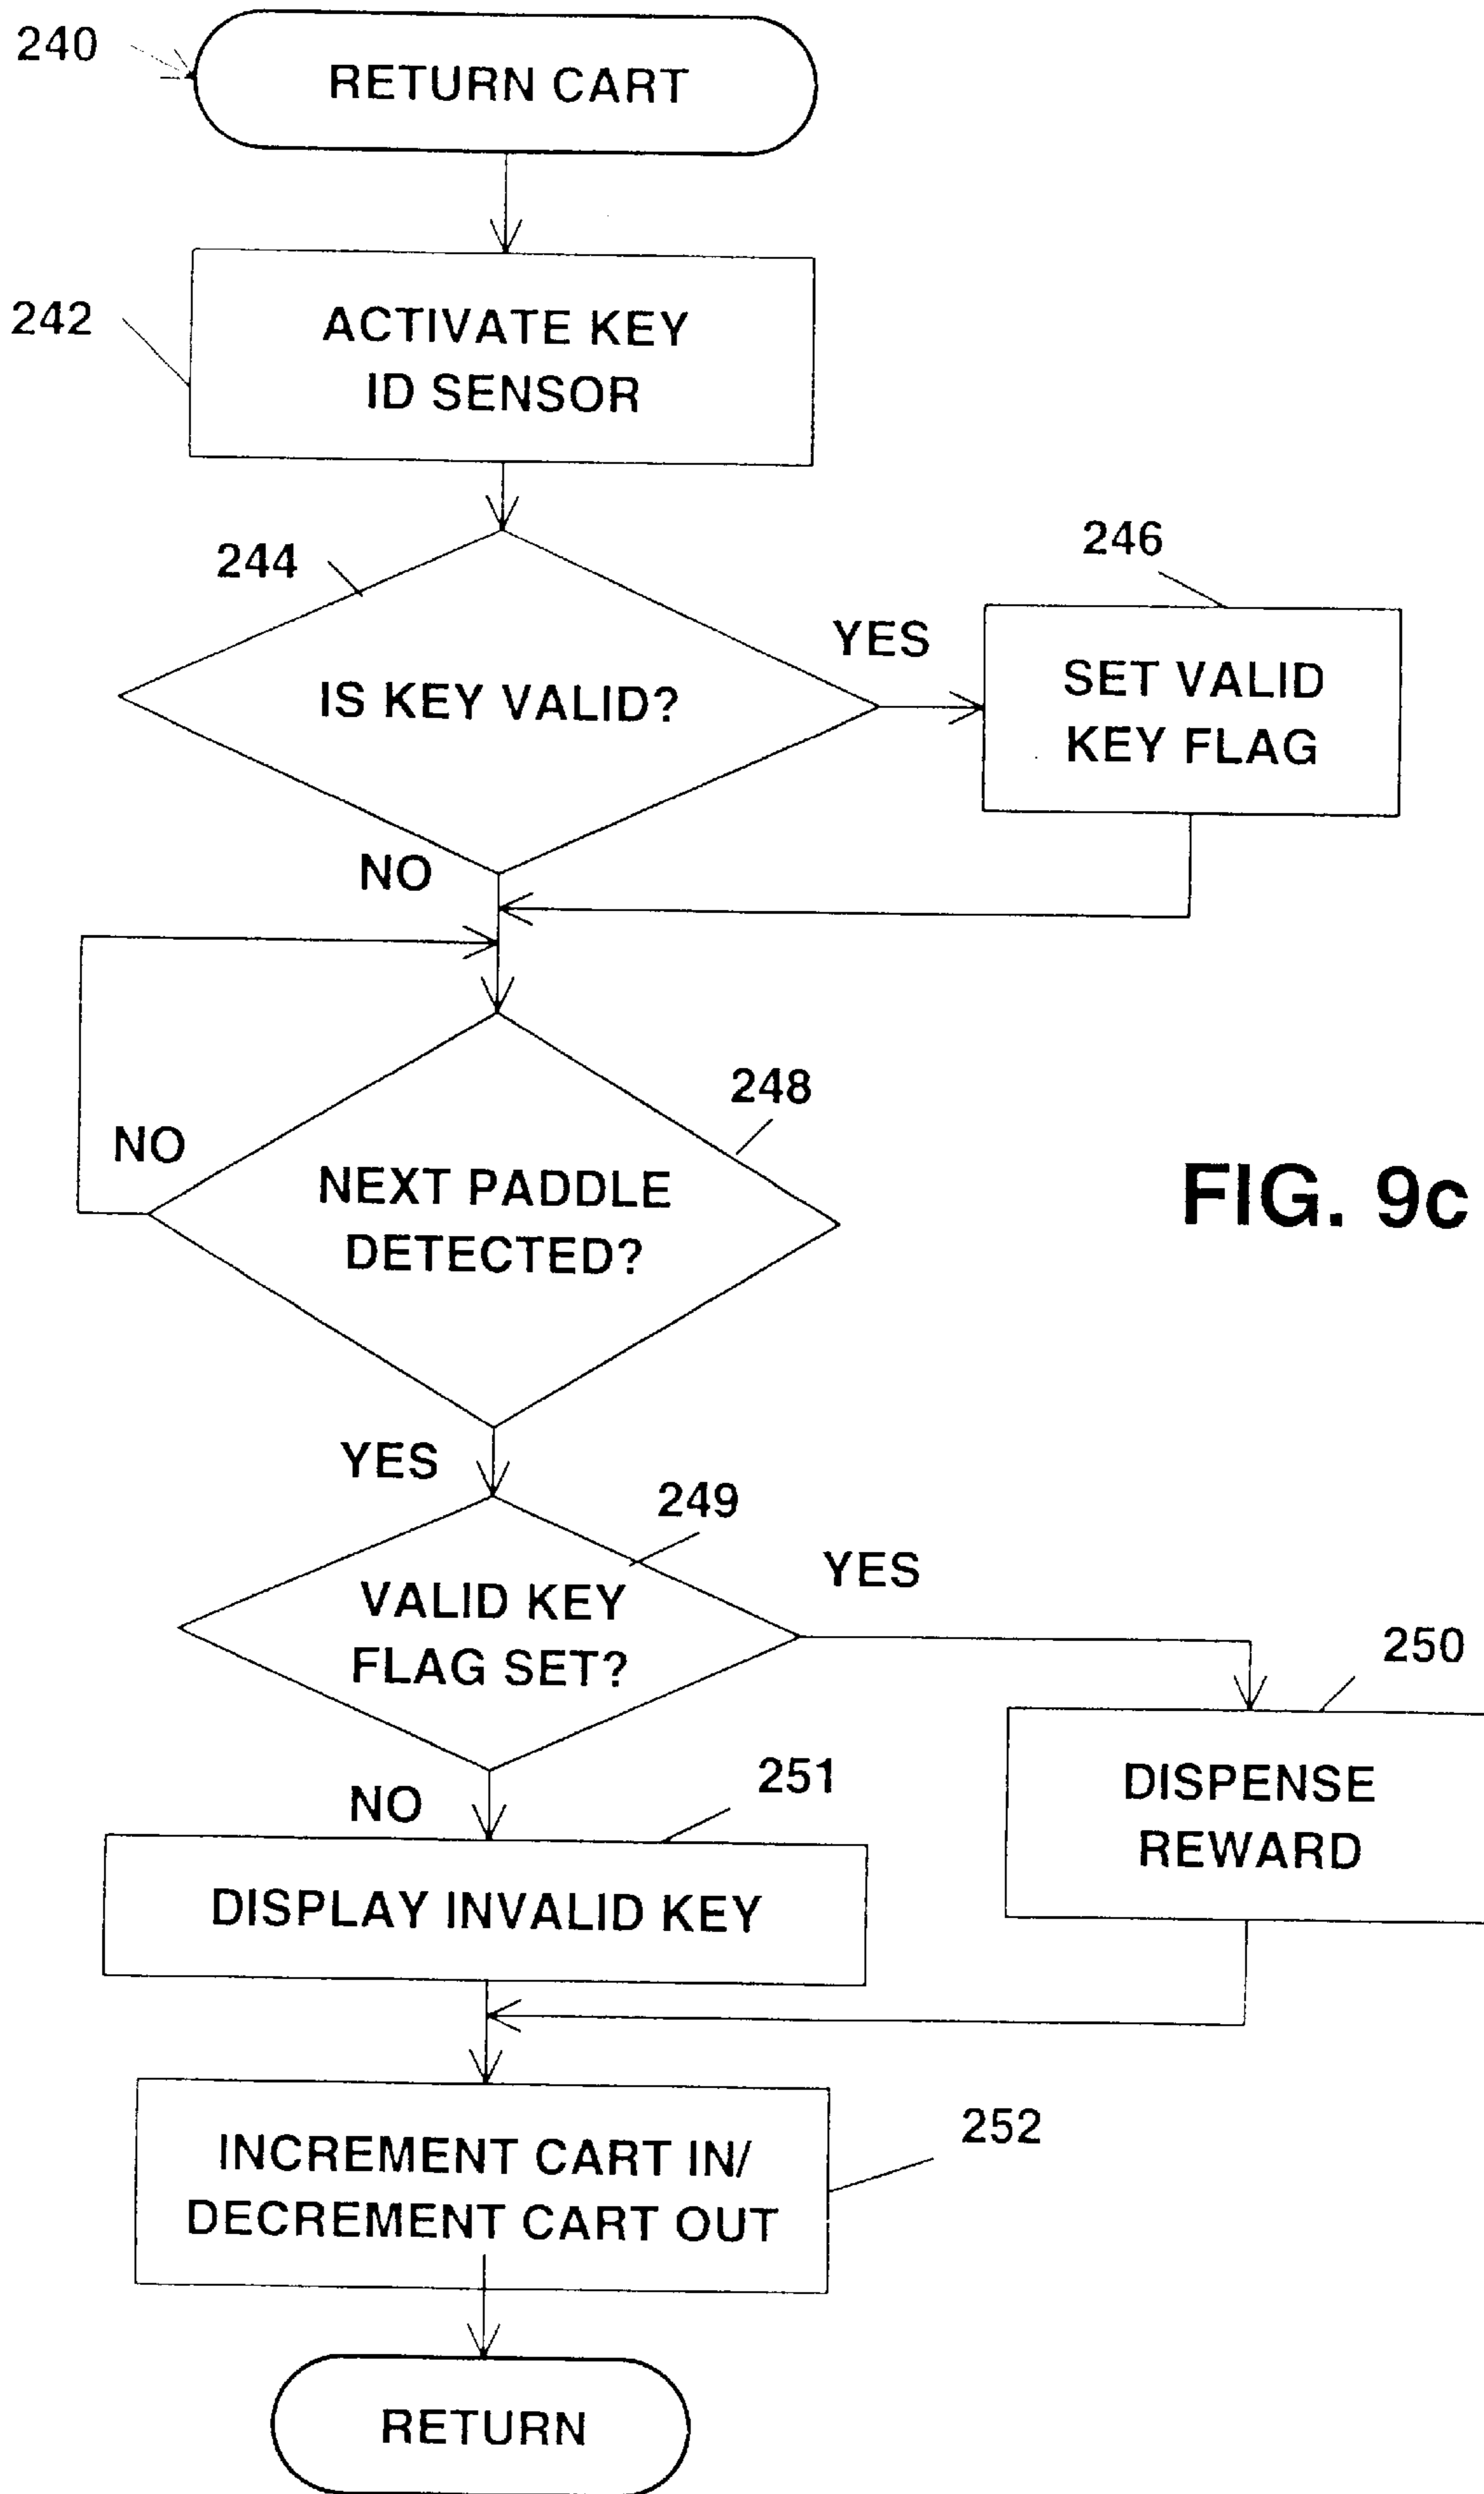 240
RETURN CART
242
ACTIVATE KEY
ID SENSOR
244
246
YES
IS KEY VALID?
SET VALID
KEY FLAG
NO
248
NO
NEXT PADDLE
DETECTED?
FIG. 9c
YES
249
YES
VALID KEY
FLAG SET?
250
251
NO
DISPENSE
REWARD
DISPLAY INVALID KEY
252
INCREMENT CART IN/
DECREMENT CART OUT
RETURN